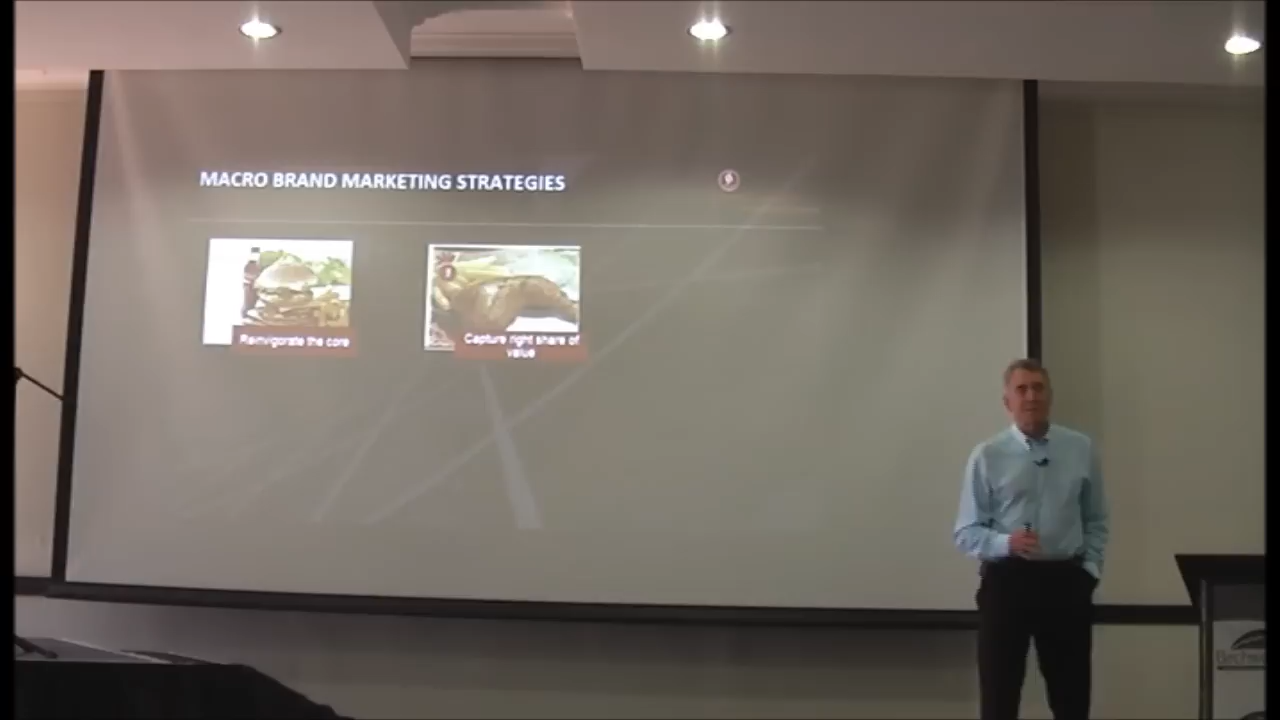 MACRO BRAND MARKETING STRATEGIES
Reinvigorate the core
Capture right share of
value